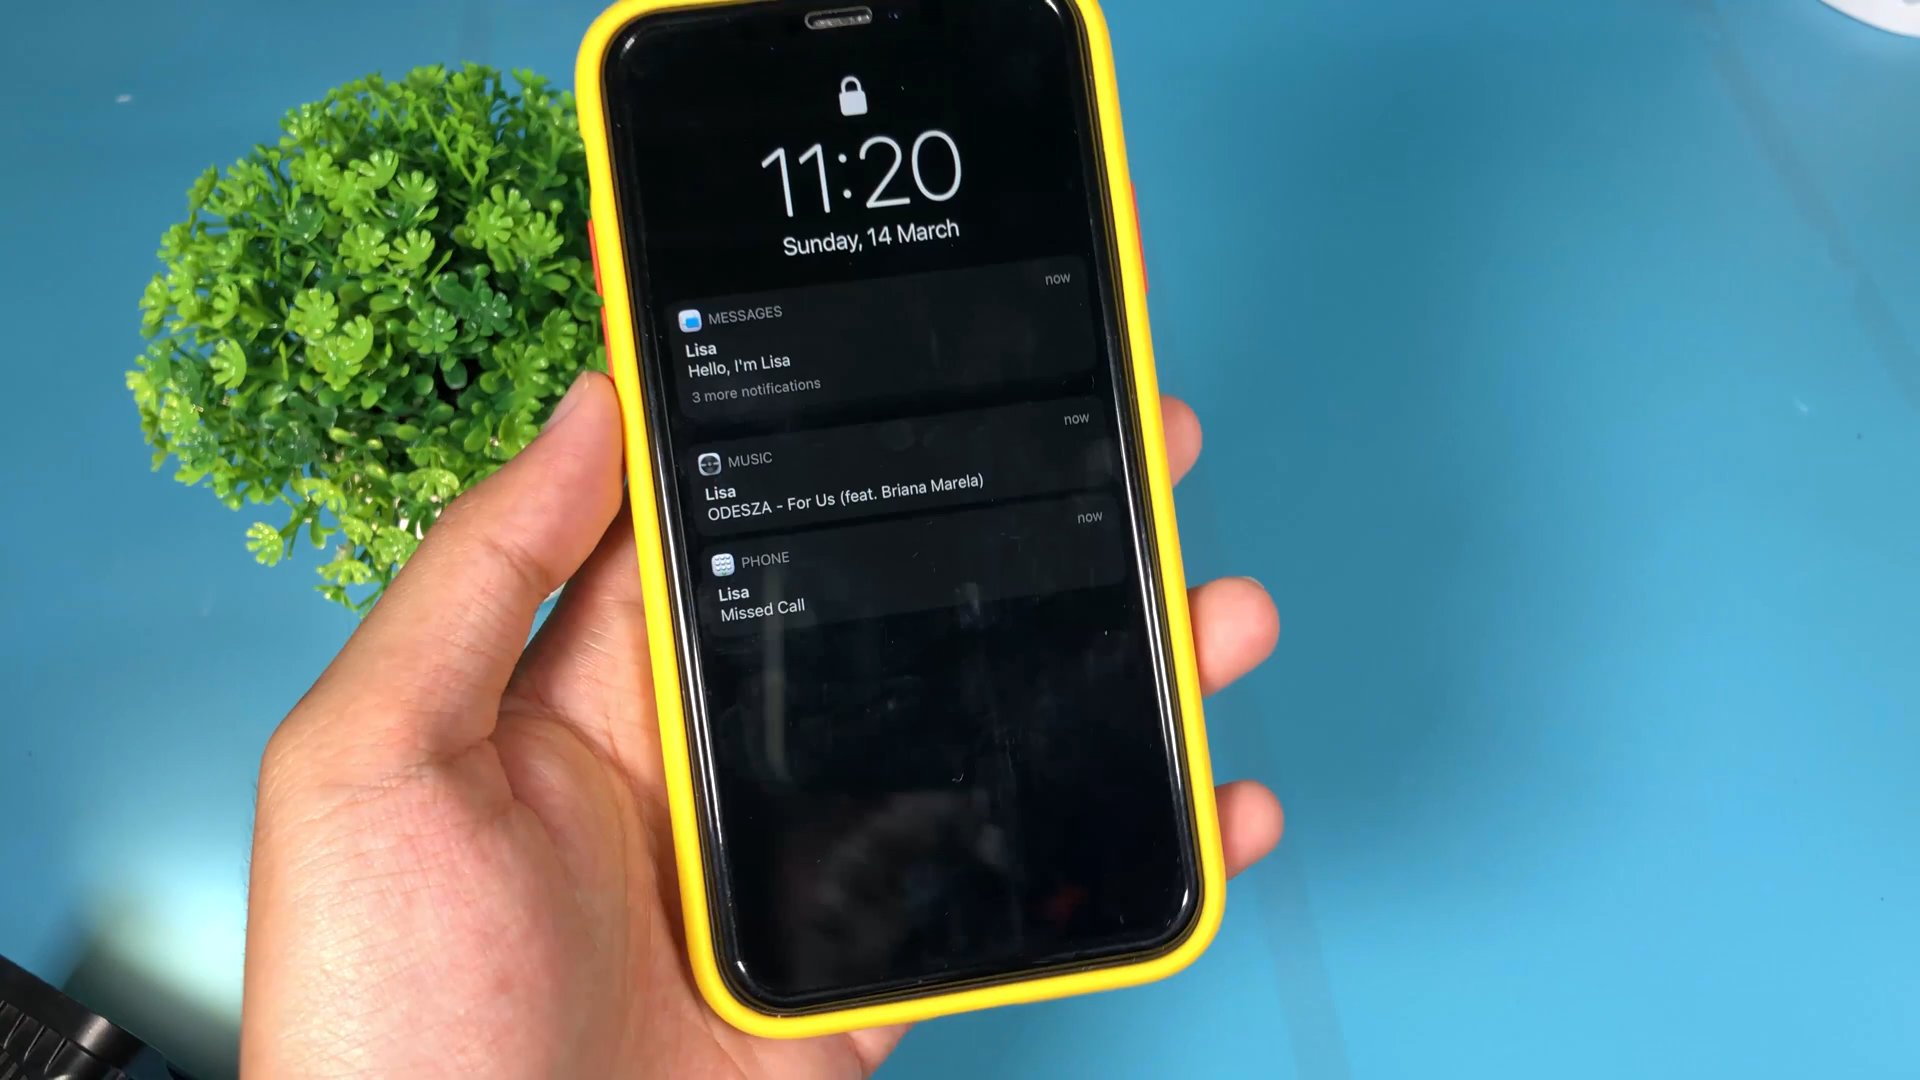 11:20
Sunday, 14 March
MESSAGES
now
Lisa
Hello, I'm Lisa
3 more notifications
MUSIC
now
Lisa
ODESZA - For Us (feat. Briana Marela)
PHONE
now
Lisa
Missed Call